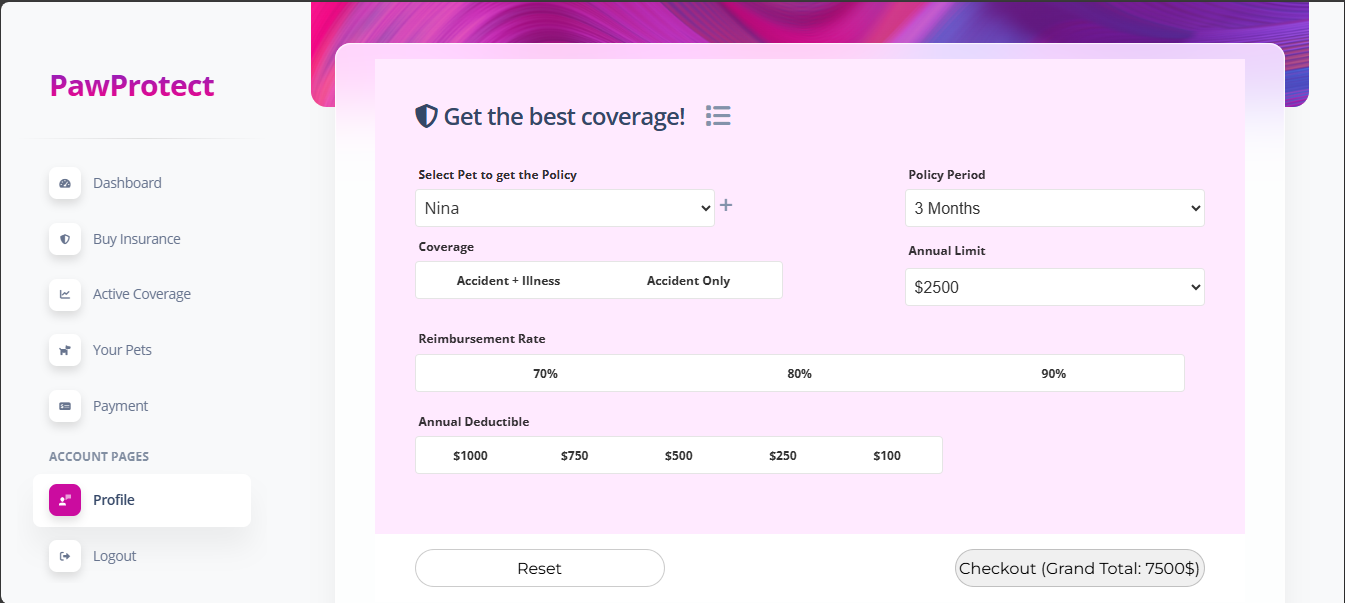 PawProtect
Dashboard
Buy Insurance
Active Coverage
Your Pets
Payment
ACCOUNT PAGES
Profile
Logout
Get the best coverage!
Select Pet to get the Policy
Nina
+
Policy Period
3 Months
Coverage
Accident + Illness Accident Only
Annual Limit
$2500
Reimbursement Rate
70% 80% 90%
Annual Deductible
$1000 $750 $500 $250 $100
Reset
Checkout (Grand Total: 7500$)